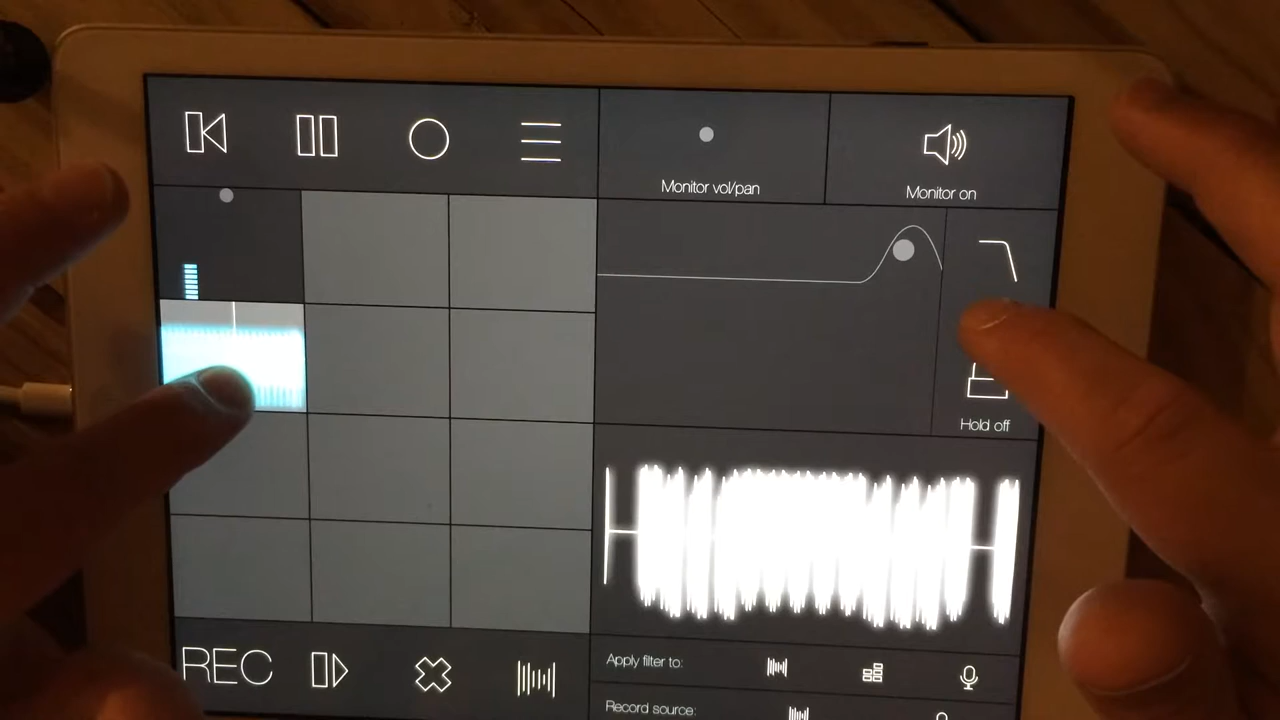 Monitor vol/pan
Monitor on
Hold off
REC
Apply filter to:
Record source: